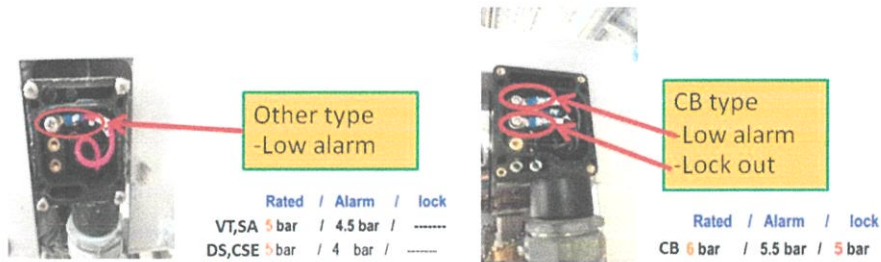 Other type
-Low alarm
Rated / Alarm / lock
VT,SA 5 bar / 4.5 bar / -------
DS,CSE 5 bar / 4 bar / -------
CB type
-Low alarm
-Lock out
Rated / Alarm / lock
CB 6 bar / 5.5 bar / 5 bar